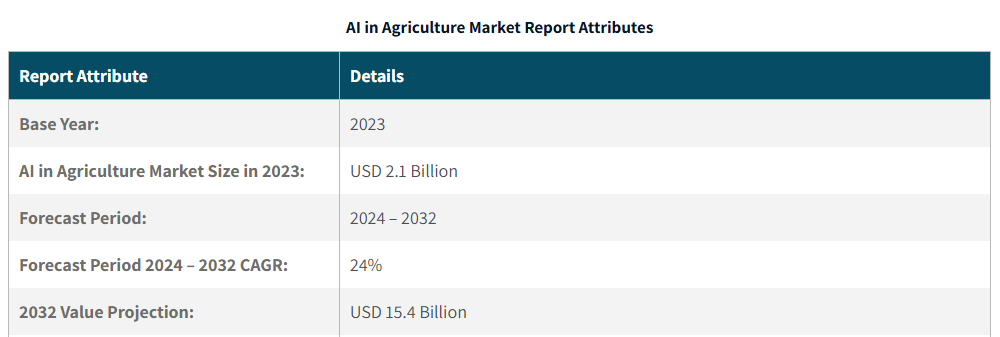 AI in Agriculture Market Report Attributes
Report Attribute Details
Base Year: 2023
AI in Agriculture Market Size in 2023: USD 2.1 Billion
Forecast Period: 2024 – 2032
Forecast Period 2024 – 2032 CAGR: 24%
2032 Value Projection: USD 15.4 Billion